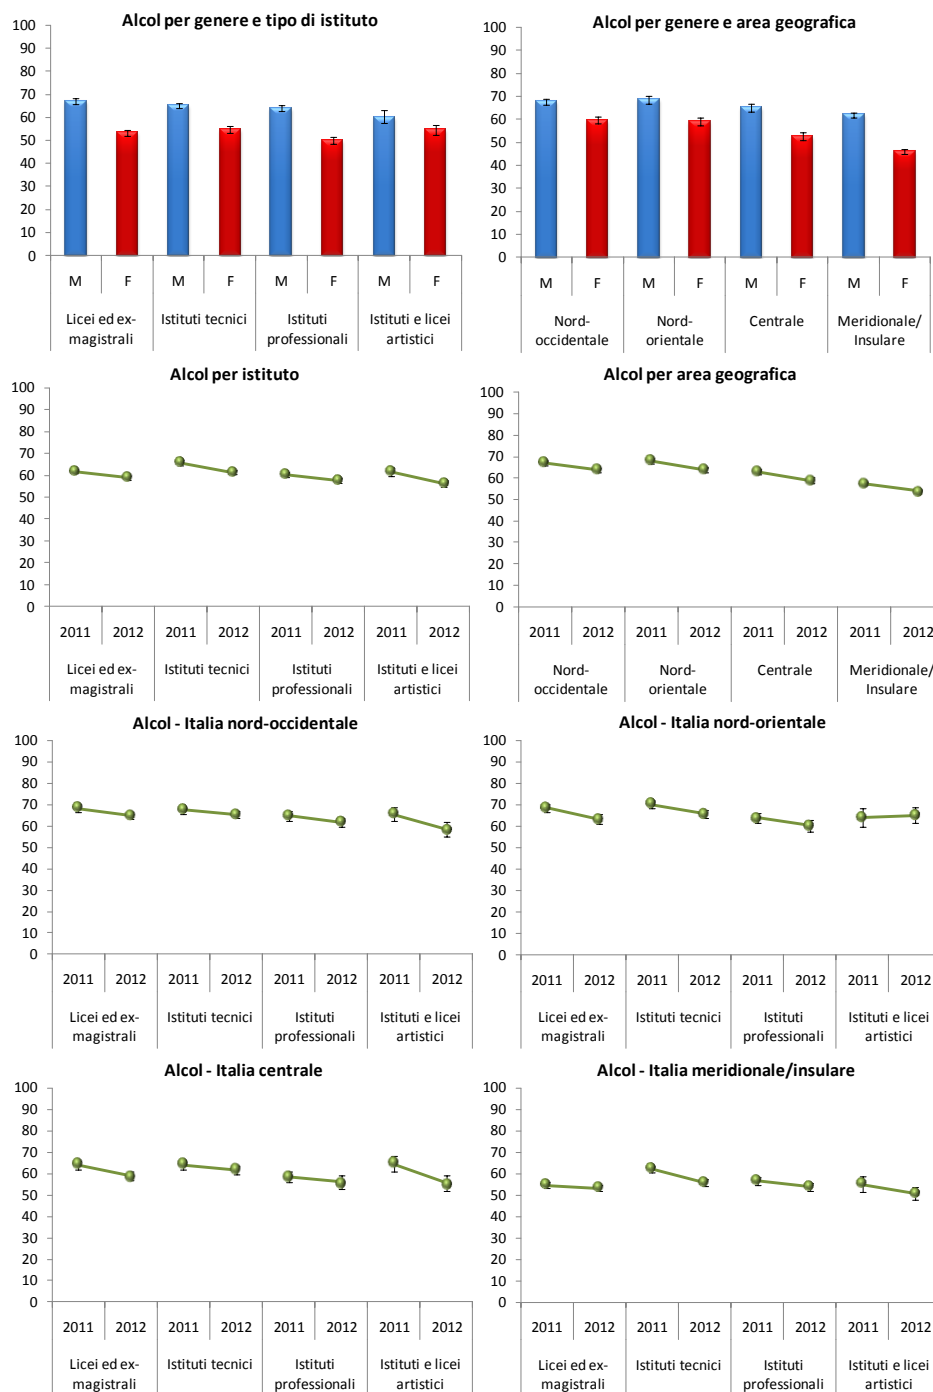 Alcol per genere e tipo di istituto
100
90
80
70
60
50
40
30
20
10
0
M F M F M F M F
Licei ed ex-
magistrali
Istituti tecnici
Istituti
professionali
Istituti e licei
artistici
Alcol per genere e area geografica
100
90
80
70
60
50
40
30
20
10
0
M F M F M F M F
Nord-
occidentale
Nord-
orientale
Centrale
Meridionale/
Insulare
Alcol per istituto
100
90
80
70
60
50
40
30
20
10
0
2011 2012 2011 2012 2011 2012 2011 2012
Licei ed ex-
magistrali
Istituti tecnici
Istituti
professionali
Istituti e licei
artistici
Alcol per area geografica
100
90
80
70
60
50
40
30
20
10
0
2011 2012 2011 2012 2011 2012 2011 2012
Nord-
occidentale
Nord-
orientale
Centrale
Meridionale/
Insulare
Alcol - Italia nord-occidentale
100
90
80
70
60
50
40
30
20
10
0
2011 2012 2011 2012 2011 2012 2011 2012
Licei ed ex-
magistrali
Istituti tecnici
Istituti
professionali
Istituti e licei
artistici
Alcol - Italia nord-orientale
100
90
80
70
60
50
40
30
20
10
0
2011 2012 2011 2012 2011 2012 2011 2012
Licei ed ex-
magistrali
Istituti tecnici
Istituti
professionali
Istituti e licei
artistici
Alcol - Italia centrale
100
90
80
70
60
50
40
30
20
10
0
2011 2012 2011 2012 2011 2012 2011 2012
Licei ed ex-
magistrali
Istituti tecnici
Istituti
professionali
Istituti e licei
artistici
Alcol - Italia meridionale/insulare
100
90
80
70
60
50
40
30
20
10
0
2011 2012 2011 2012 2011 2012 2011 2012
Licei ed ex-
magistrali
Istituti tecnici
Istituti
professionali
Istituti e licei
artistici